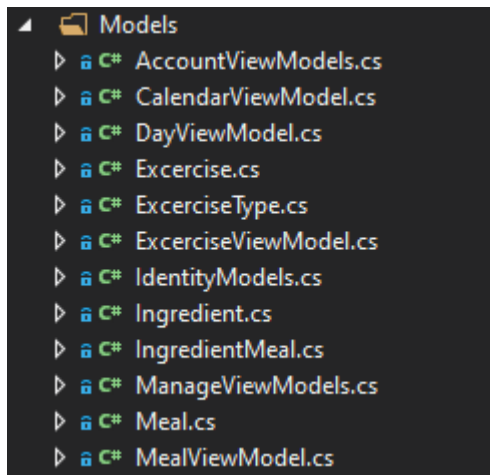 Models
C# AccountViewModels.cs
C# CalendarViewModel.cs
C# DayViewModel.cs
C# Excercise.cs
C# ExcerciseType.cs
C# ExcerciseViewModel.cs
C# IdentityModels.cs
C# Ingredient.cs
C# IngredientMeal.cs
C# ManageViewModels.cs
C# Meal.cs
C# MealViewModel.cs